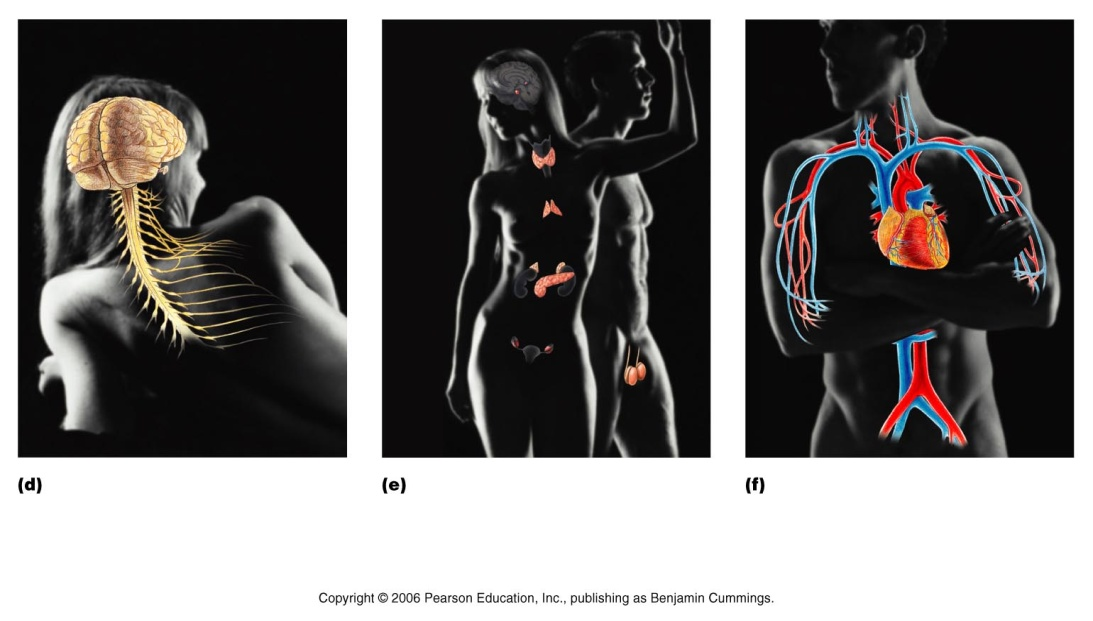 (d)
(e)
(f)
Copyright © 2006 Pearson Education, Inc., publishing as Benjamin Cummings.